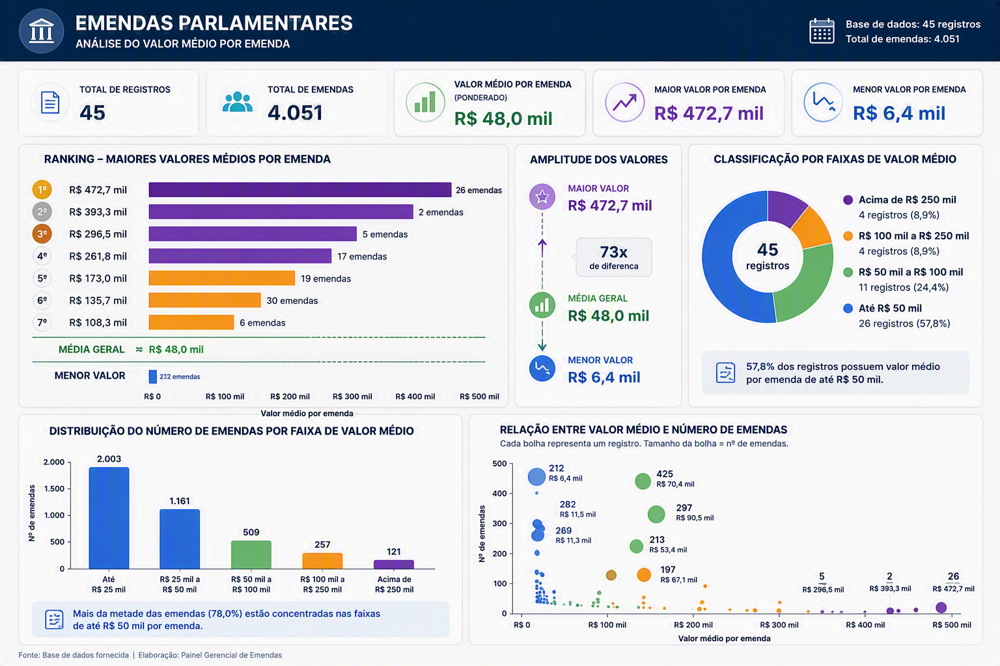 EMENDAS PARLAMENTARES
ANÁLISE DO VALOR MÉDIO POR EMENDA
Base de dados: 45 registros
Total de emendas: 4.051
TOTAL DE REGISTROS
45
TOTAL DE EMENDAS
4.051
VALOR MÉDIO POR EMENDA
(PONDERADO)
R$ 48,0 mil
MAIOR VALOR POR EMENDA
R$ 472,7 mil
MENOR VALOR POR EMENDA
R$ 6,4 mil
RANKING – MAIORES VALORES MÉDIOS POR EMENDA
1º R$ 472,7 mil 26 emendas
2º R$ 393,3 mil 2 emendas
3º R$ 296,5 mil 5 emendas
4º R$ 261,8 mil 17 emendas
5º R$ 173,0 mil 19 emendas
6º R$ 135,7 mil 30 emendas
7º R$ 108,3 mil 6 emendas
MÉDIA GERAL ≈ R$ 48,0 mil
MENOR VALOR 212 emendas
R$ 0 R$ 100 mil R$ 200 mil R$ 300 mil R$ 400 mil R$ 500 mil
Valor médio por emenda
AMPLITUDE DOS VALORES
MAIOR VALOR
R$ 472,7 mil
73x
de diferenca
MÉDIA GERAL
R$ 48,0 mil
MENOR VALOR
R$ 6,4 mil
CLASSIFICAÇÃO POR FAIXAS DE VALOR MÉDIO
45
registros
Acima de R$ 250 mil
4 registros (8,9%)
R$ 100 mil a R$ 250 mil
4 registros (8,9%)
R$ 50 mil a R$ 100 mil
11 registros (24,4%)
Até R$ 50 mil
26 registros (57,8%)
57,8% dos registros possuem valor médio
por emenda de até R$ 50 mil.
DISTRIBUIÇÃO DO NÚMERO DE EMENDAS POR FAIXA DE VALOR MÉDIO
Nº de emendas
2.000
1.500
1.000
500
0
2.003
1.161
509
257
121
Até
R$ 25 mil
R$ 25 mil a
R$ 50 mil
R$ 50 mil a
R$ 100 mil
R$ 100 mil a
R$ 250 mil
Acima de
R$ 250 mil
Mais da metade das emendas (78,0%) estão concentradas nas faixas
de até R$ 50 mil por emenda.
RELAÇÃO ENTRE VALOR MÉDIO E NÚMERO DE EMENDAS
Cada bolha representa um registro. Tamanho da bolha = nº de emendas.
Nº de emendas
500
400
300
200
100
0
212
R$ 6,4 mil
425
R$ 70,4 mil
282
R$ 11,5 mil
297
R$ 90,5 mil
269
R$ 11,3 mil
213
R$ 53,4 mil
197
R$ 67,1 mil
5
R$ 296,5 mil
2
R$ 393,3 mil
26
R$ 472,7 mil
R$ 0 R$ 100 mil R$ 200 mil R$ 300 mil R$ 400 mil R$ 500 mil
Valor médio por emenda
Fonte: Base de dados fornecida | Elaboração: Painel Gerencial de Emendas